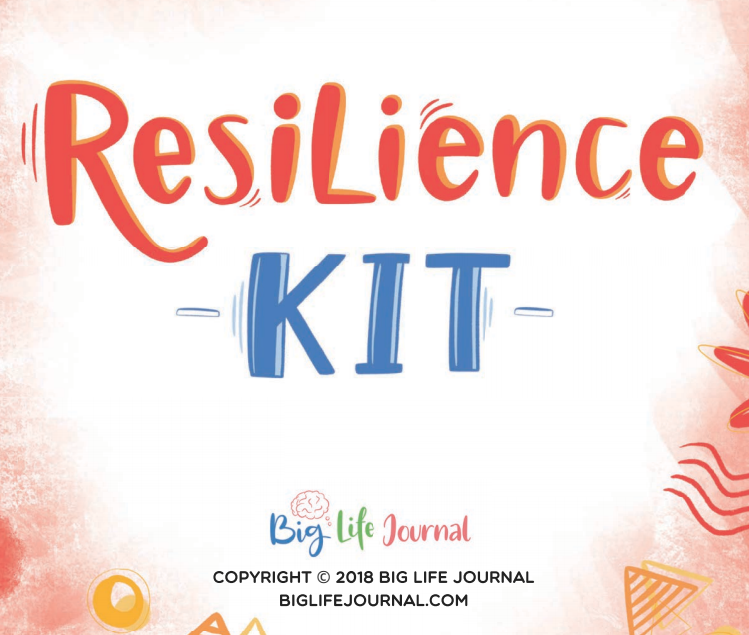 ResiLience
- KIT -
Big Life Journal
COPYRIGHT © 2018 BIG LIFE JOURNAL
BIGLIFEJOURNAL.COM